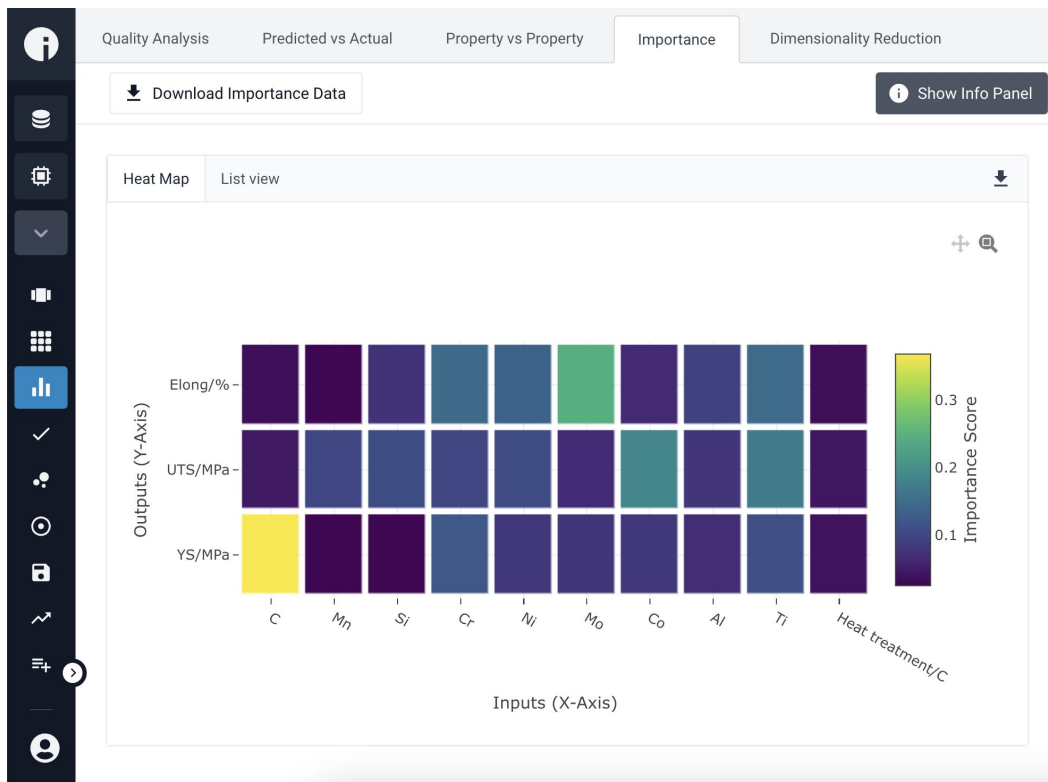 Quality Analysis Predicted vs Actual Property vs Property Importance Dimensionality Reduction
Download Importance Data Show Info Panel
Heat Map List view
Elong/%
UTS/MPa
YS/MPa
Outputs (Y-Axis)
C Mn Si Cr Ni Mo Co Al Ti Heat treatment/C
Inputs (X-Axis)
0.3
0.2
0.1
Importance Score